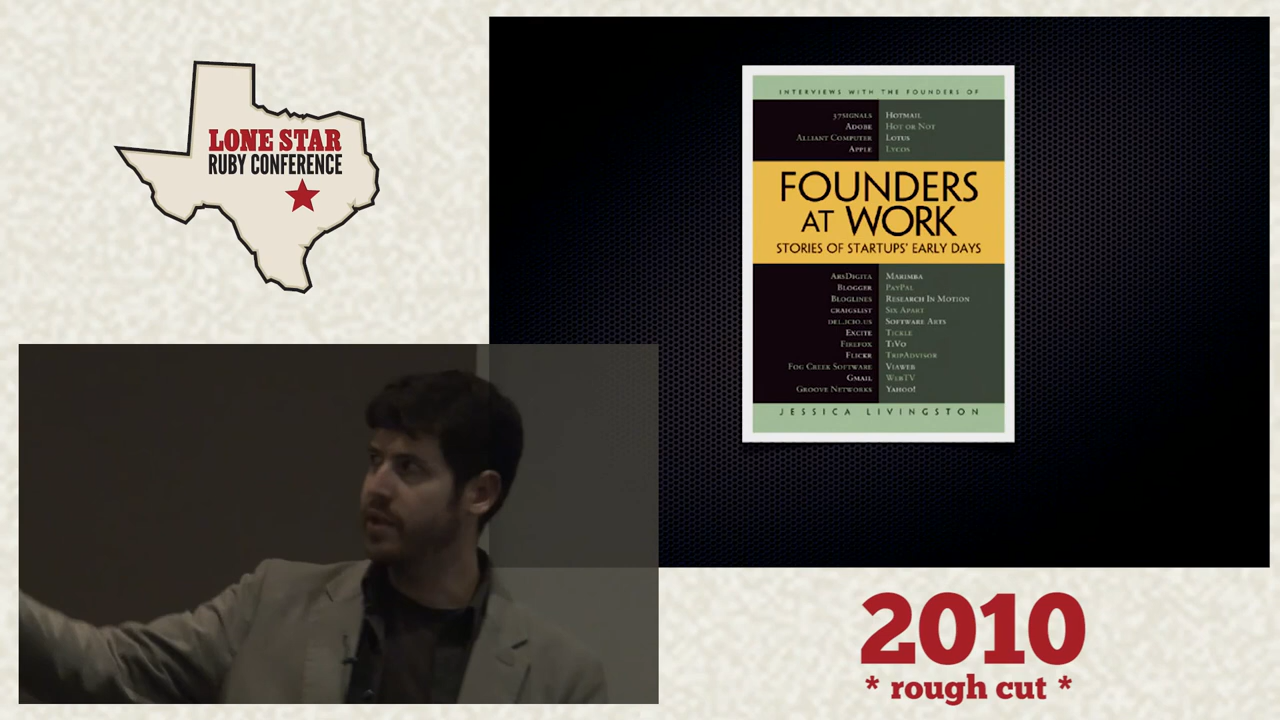 LONE STAR
RUBY CONFERENCE
INTERVIEWS WITH THE FOUNDERS OF
37SIGNALS HOTMAIL
ADOBE HOT OR NOT
ALLIANT COMPUTER LOTUS
APPLE LYCOS
FOUNDERS
AT WORK
STORIES OF STARTUPS' EARLY DAYS
ARSDIGITA MARIMBA
BLOGGER PAYPAL
BLOGLINES RESEARCH IN MOTION
CRAIGSLIST SIX APART
DEL.ICIO.US SOFTWARE ARTS
EXCITE TICKLE
FIREFOX TIVO
FLICKR TRIPADVISOR
FOG CREEK SOFTWARE VIAWEB
GMAIL WEBTV
GROOVE NETWORKS YAHOO!
JESSICA LIVINGSTON
2010
* rough cut *